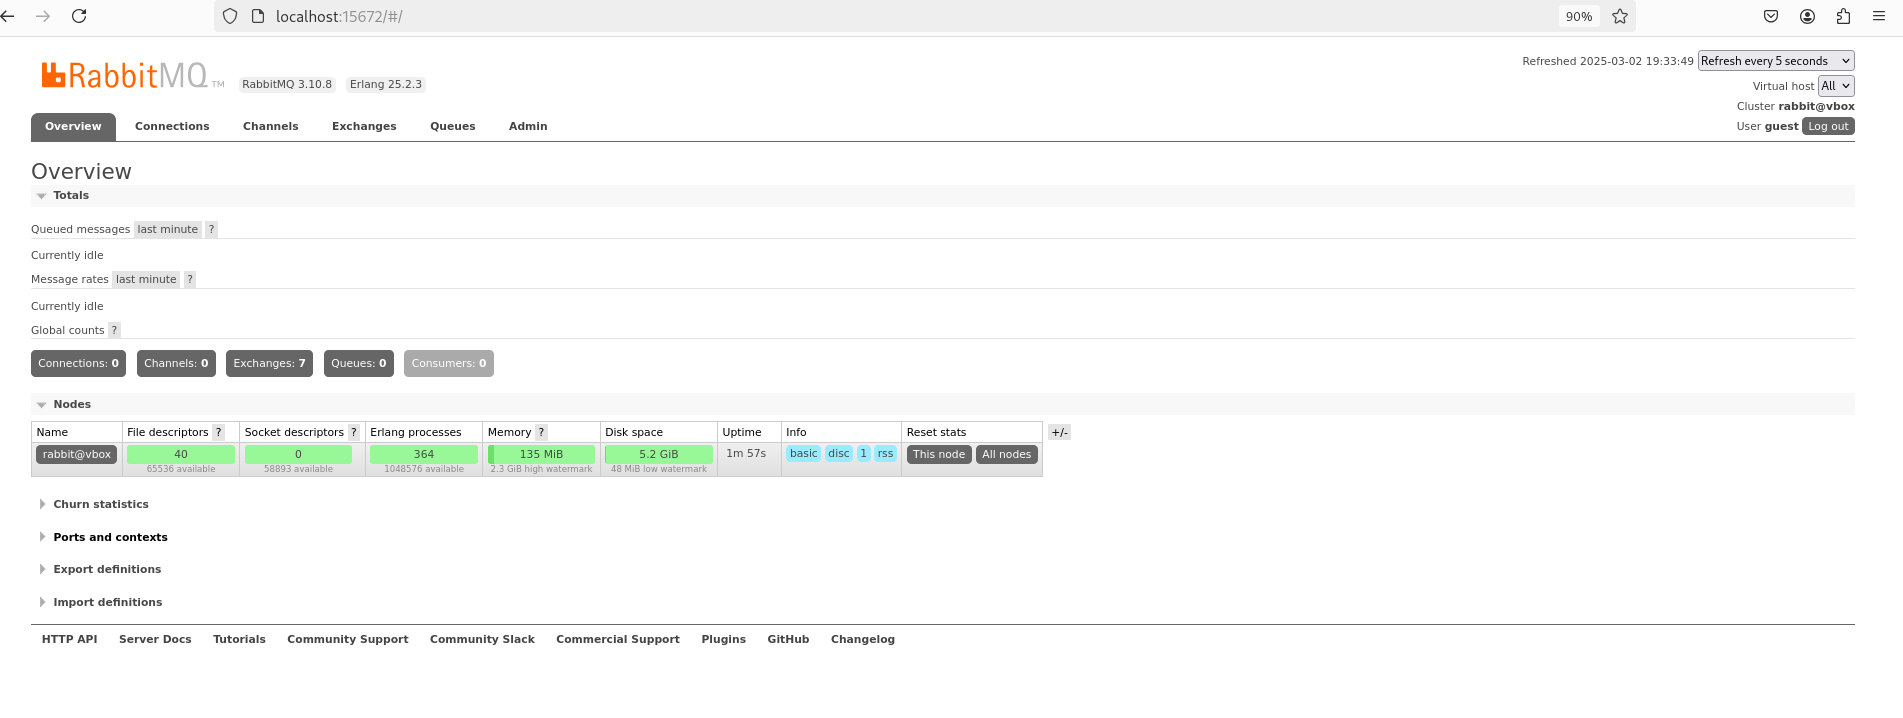 localhost:15672/#/
90%
RabbitMQ TM RabbitMQ 3.10.8 Erlang 25.2.3
Refreshed 2025-03-02 19:33:49 Refresh every 5 seconds
Virtual host All
Cluster rabbit@vbox
User guest Log out
Overview Connections Channels Exchanges Queues Admin
Overview
Totals
Queued messages last minute ?
Currently idle
Message rates last minute ?
Currently idle
Global counts ?
Connections: 0 Channels: 0 Exchanges: 7 Queues: 0 Consumers: 0
Nodes
Name File descriptors ? Socket descriptors ? Erlang processes Memory ? Disk space Uptime Info Reset stats +/-
rabbit@vbox 40 0 364 135 MiB 5.2 GiB 1m 57s basic disc 1 rss This node All nodes
65536 available 58893 available 1048576 available 2.3 GiB high watermark 48 MiB low watermark
Churn statistics
Ports and contexts
Export definitions
Import definitions
HTTP API Server Docs Tutorials Community Support Community Slack Commercial Support Plugins GitHub Changelog